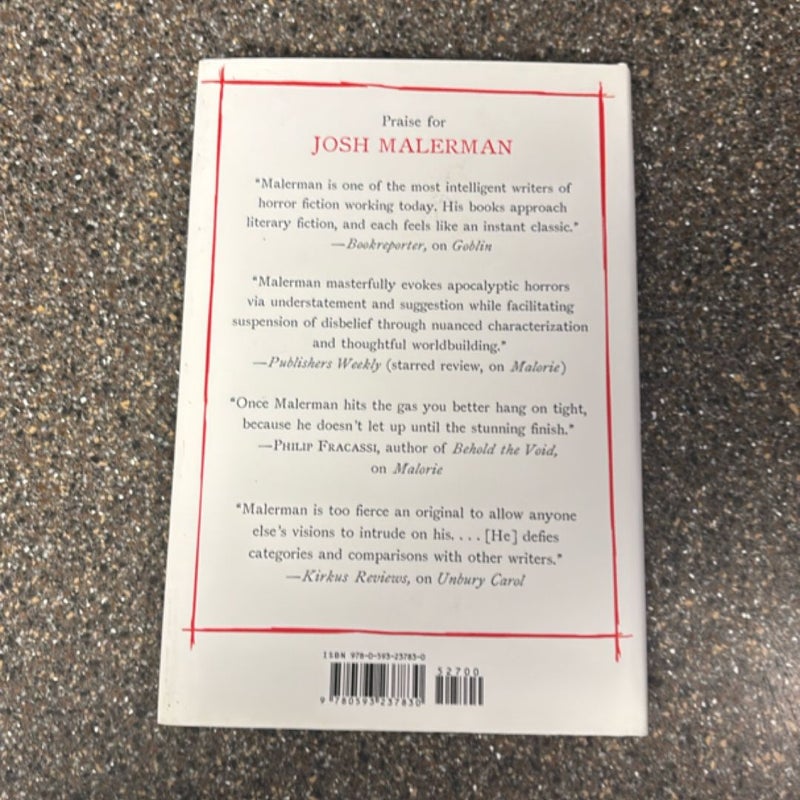 Praise for
JOSH MALERMAN
“Malerman is one of the most intelligent writers of
horror fiction working today. His books approach
literary fiction, and each feels like an instant classic.”
—Bookreporter, on Goblin
“Malerman masterfully evokes apocalyptic horrors
via understatement and suggestion while facilitating
suspension of disbelief through nuanced characterization
and thoughtful worldbuilding.”
—Publishers Weekly (starred review, on Malorie)
“Once Malerman hits the gas you better hang on tight,
because he doesn’t let up until the stunning finish.”
—PHILIP FRACASSI, author of Behold the Void,
on Malorie
“Malerman is too fierce an original to allow anyone
else’s visions to intrude on his. . . . [He] defies
categories and comparisons with other writers.”
—Kirkus Reviews, on Unbury Carol
ISBN 978-0-593-23783-0
52700
9 780593 237830